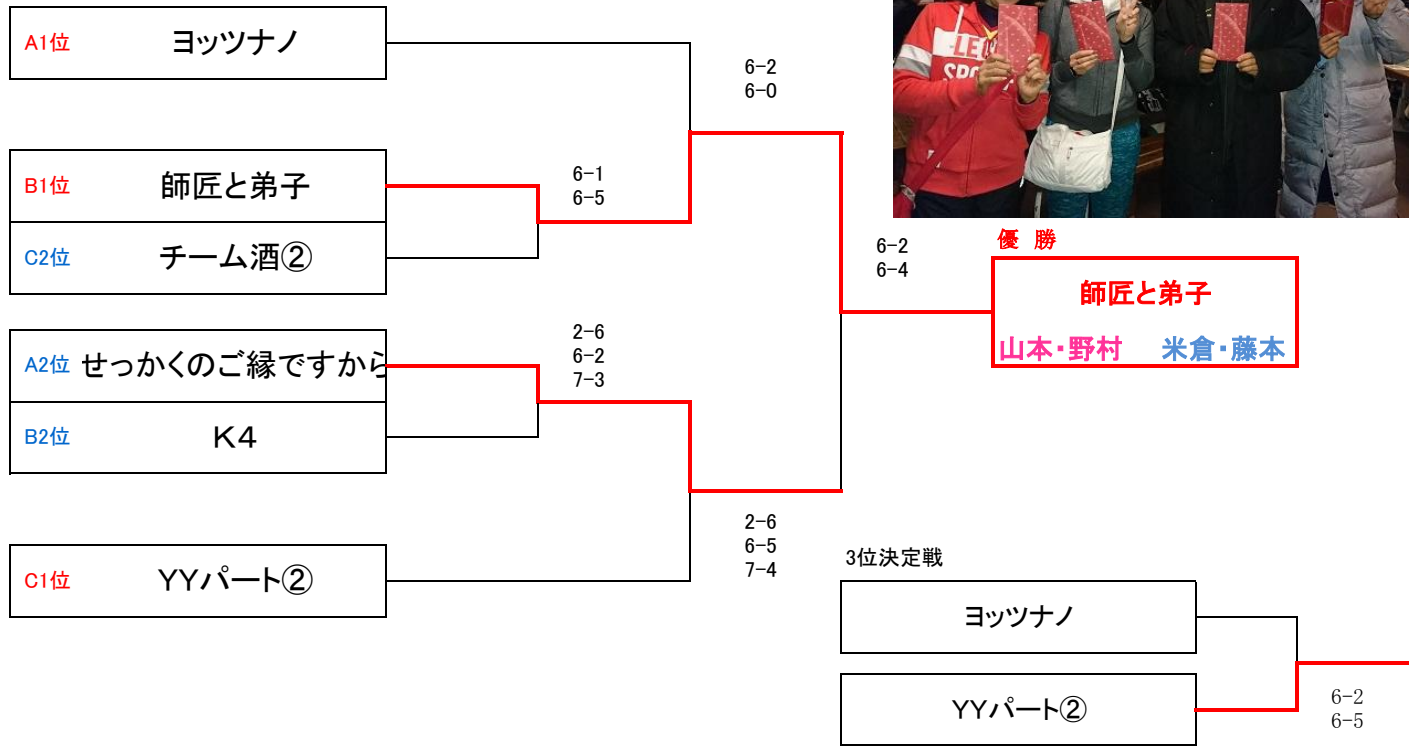 A1位 ヨッツナノ
6-2
6-0
B1位 師匠と弟子
6-1
6-5
C2位 チーム酒②
A2位 せっかくのご縁ですから
2-6
6-2
7-3
B2位 K4
C1位 YYパート②
2-6
6-5
7-4
6-2
6-4
優 勝
師匠と弟子
山本・野村 米倉・藤本
3位決定戦
ヨッツナノ
YYパート②
6-2
6-5